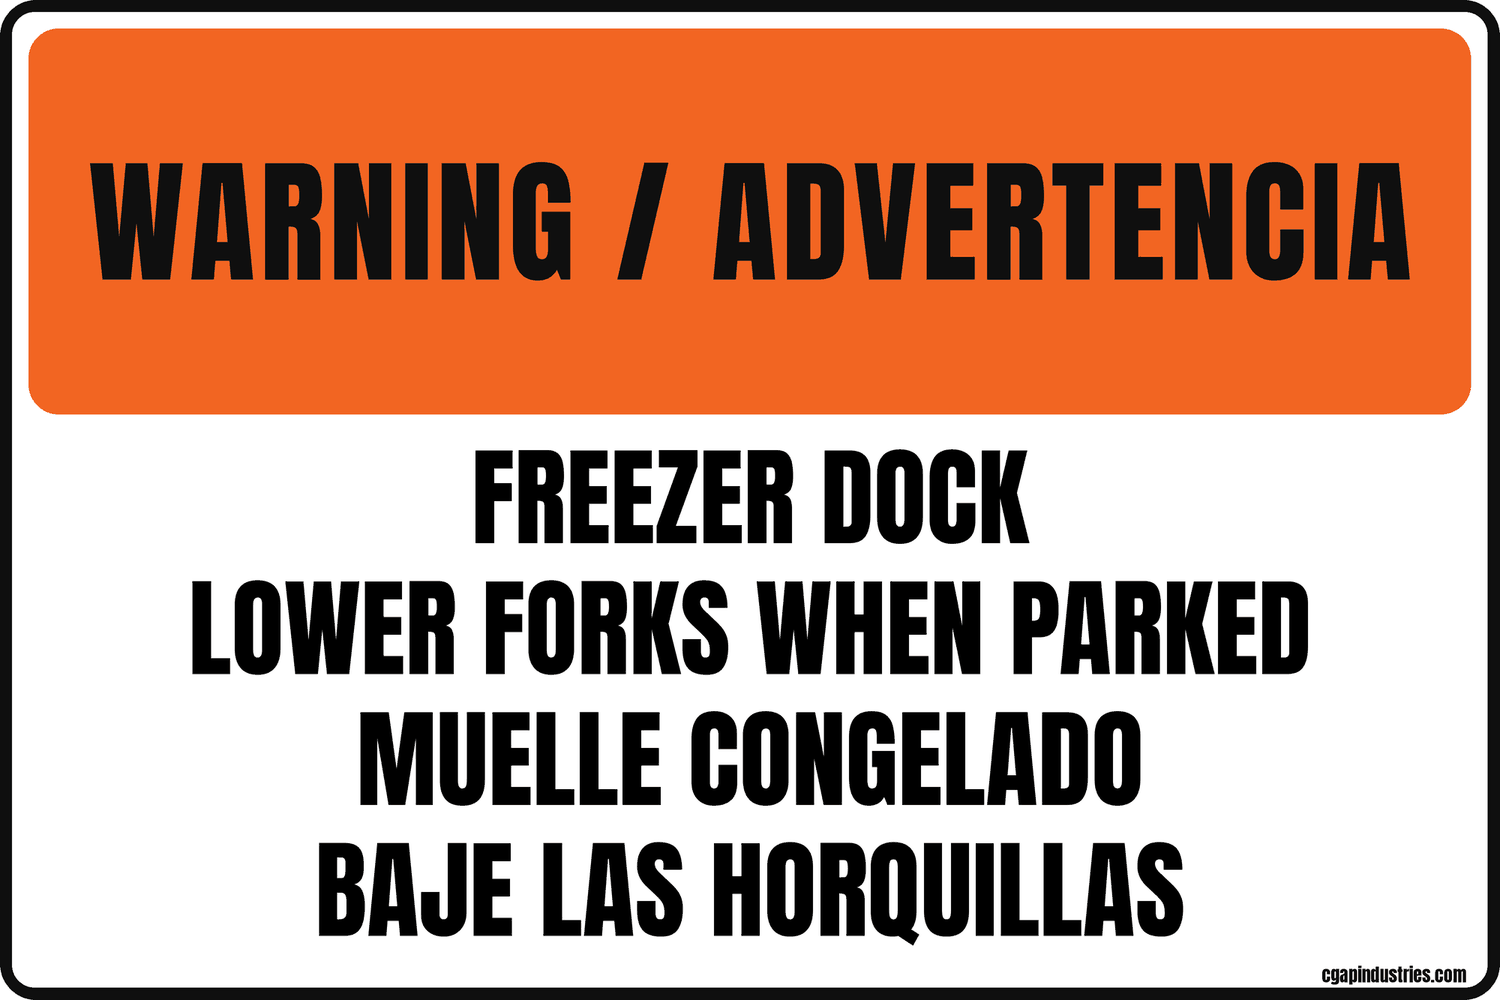 WARNING / ADVERTENCIA
FREEZER DOCK
LOWER FORKS WHEN PARKED
MUELLE CONGELADO
BAJE LAS HORQUILLAS
cgapindustries.com